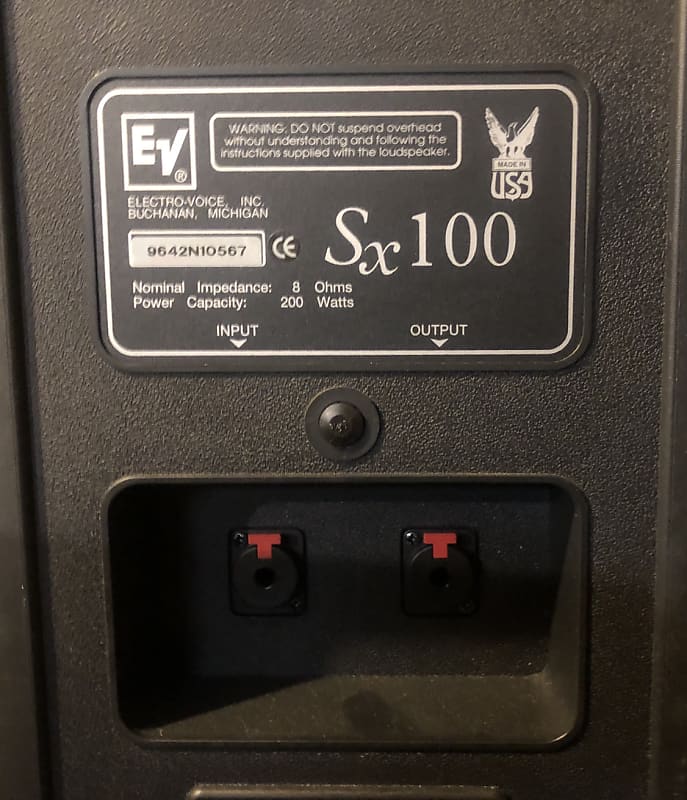 EV®
WARNING: DO NOT suspend overhead
without understanding and following the
instructions supplied with the loudspeaker.
MADE IN
USA
ELECTRO-VOICE, INC.
BUCHANAN, MICHIGAN
9642N10567 CE
Sx100
Nominal Impedance: 8 Ohms
Power Capacity: 200 Watts
INPUT OUTPUT